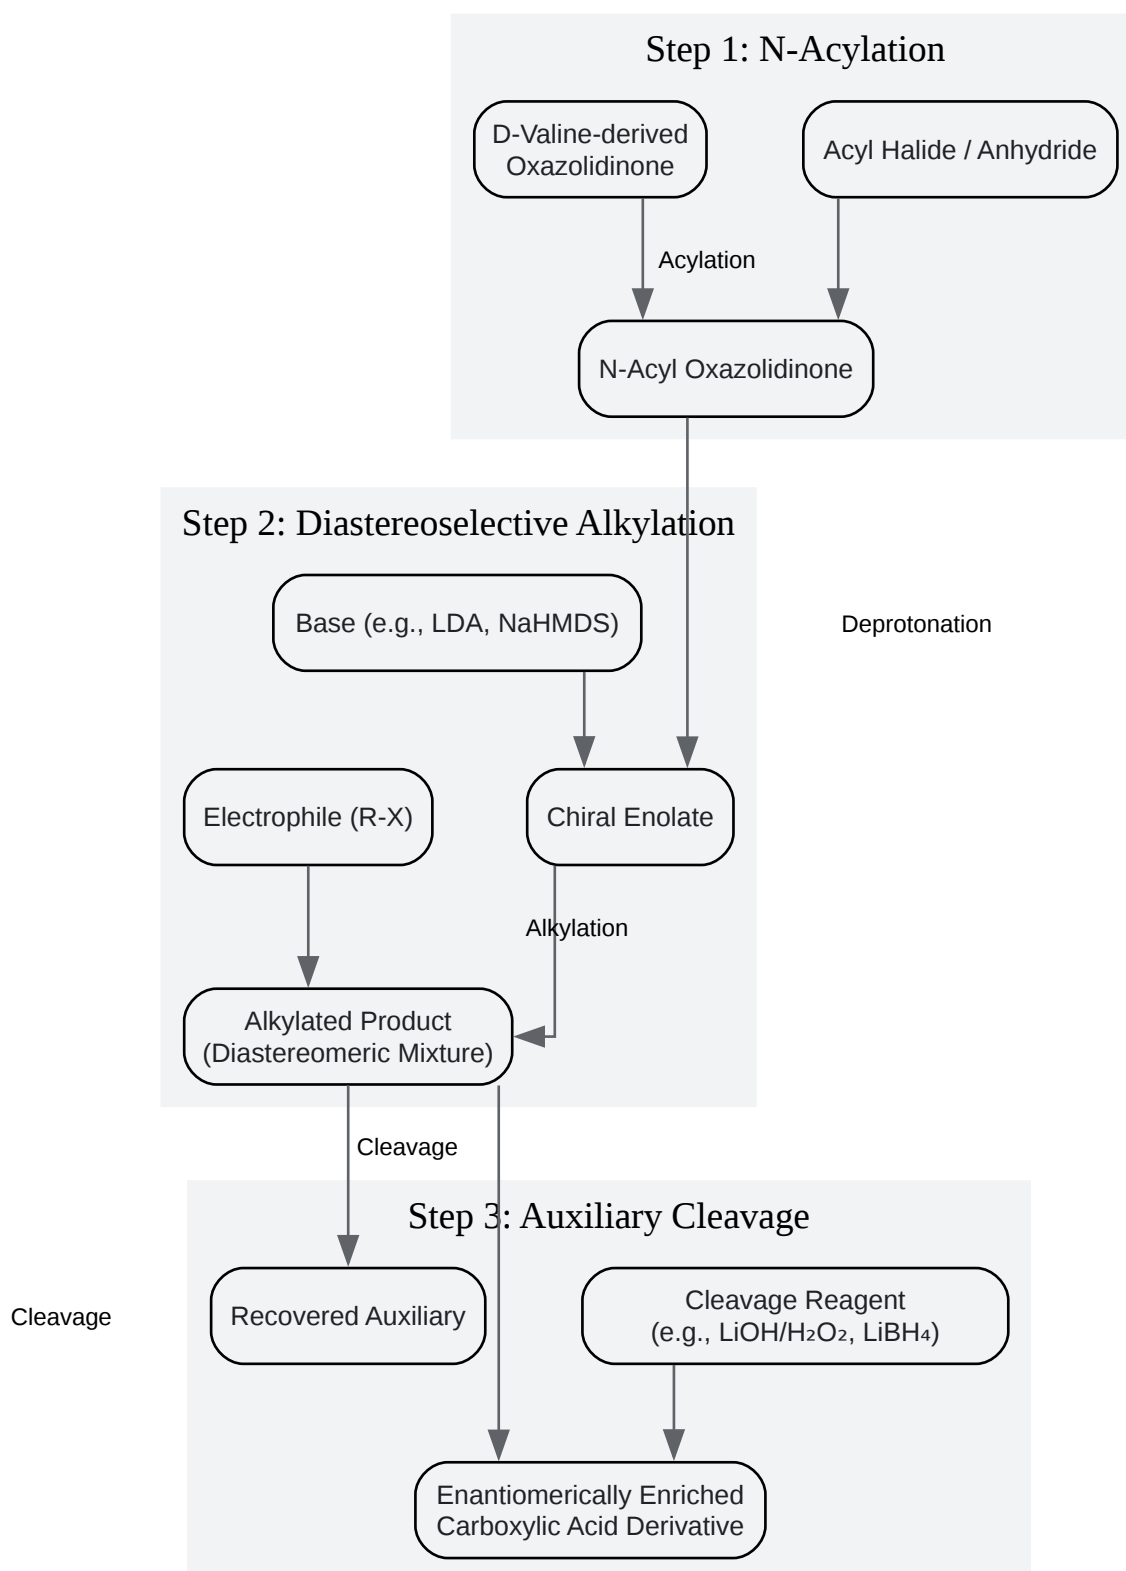 Step 1: N-Acylation
D-Valine-derived
Oxazolidinone
Acyl Halide / Anhydride
Acylation
N-Acyl Oxazolidinone
Step 2: Diastereoselective Alkylation
Base (e.g., LDA, NaHMDS)
Deprotonation
Electrophile (R-X)
Chiral Enolate
Alkylation
Alkylated Product
(Diastereomeric Mixture)
Cleavage
Step 3: Auxiliary Cleavage
Cleavage
Recovered Auxiliary
Cleavage Reagent
(e.g., LiOH/H₂O₂, LiBH₄)
Enantiomerically Enriched
Carboxylic Acid Derivative